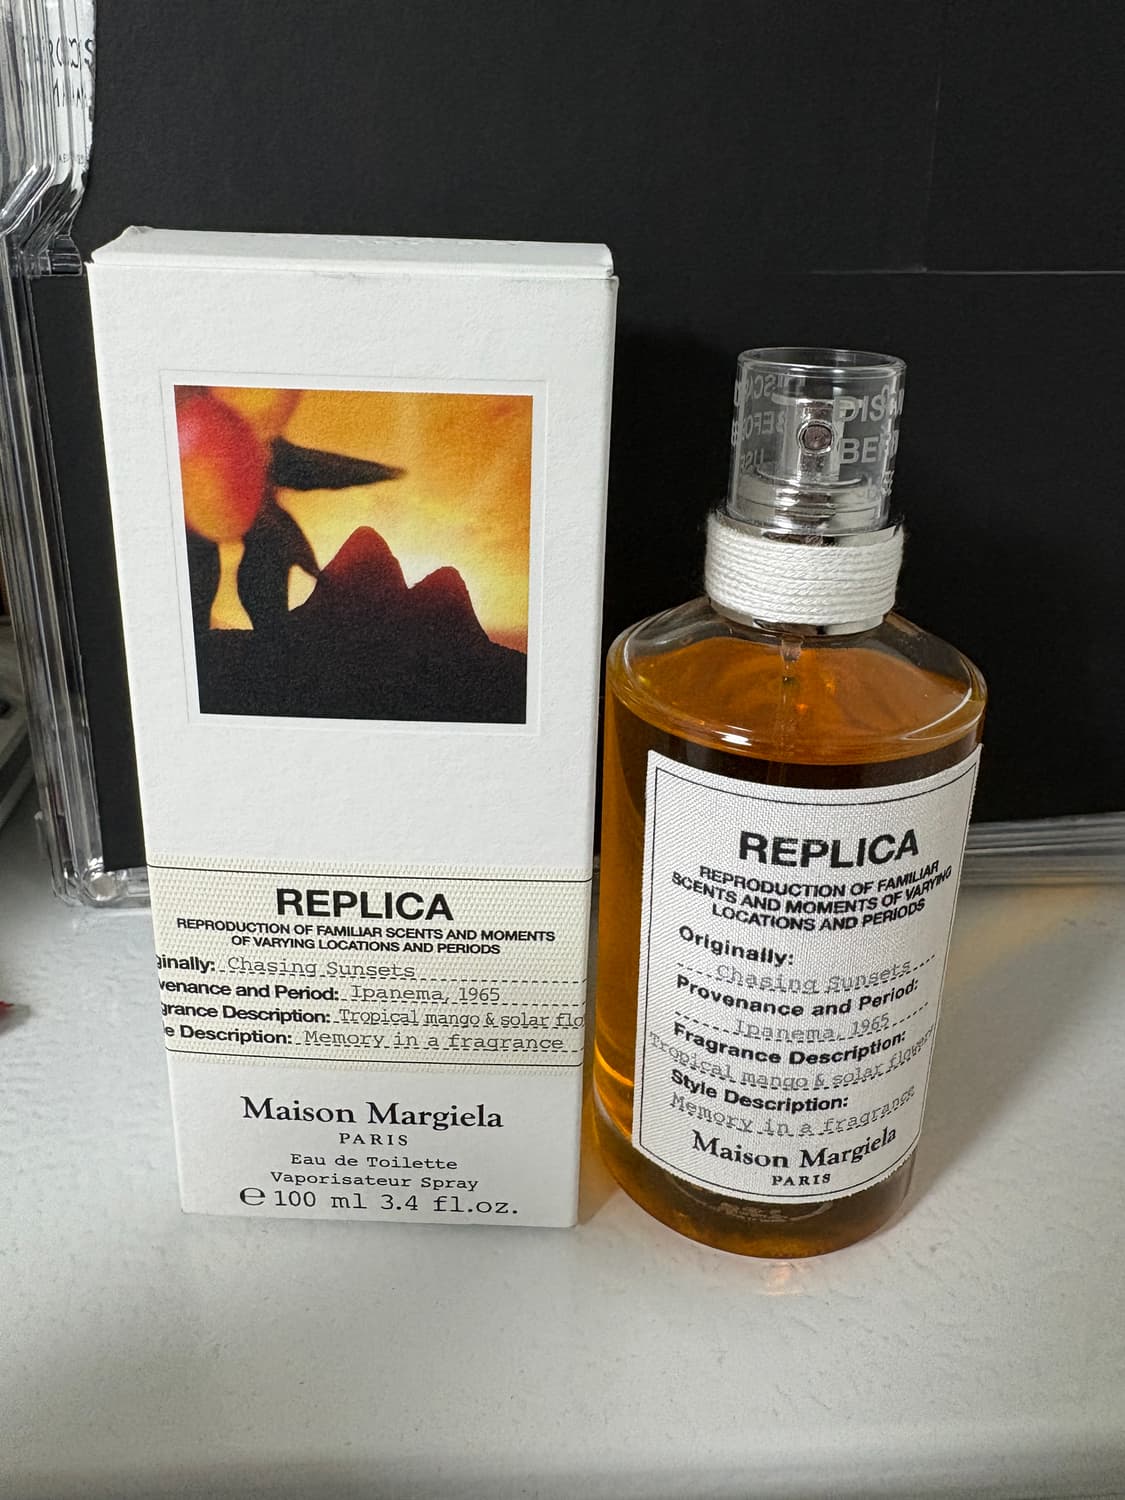 REPLICA
REPRODUCTION OF FAMILIAR SCENTS AND MOMENTS
OF VARYING LOCATIONS AND PERIODS
ginally: Chasing Sunsets
venance and Period: Ipanema, 1965
grance Description: Tropical mango & solar flo
e Description: Memory in a fragrance
Maison Margiela
PARIS
Eau de Toilette
Vaporisateur Spray
℮ 100 ml 3.4 fl.oz.
REPLICA
REPRODUCTION OF FAMILIAR
SCENTS AND MOMENTS OF VARYING
LOCATIONS AND PERIODS
Originally:
Chasing Sunsets
Provenance and Period:
Ipanema, 1965
Fragrance Description:
Tropical mango & solar flowers
Style Description:
Memory in a fragrance
Maison Margiela
PARIS